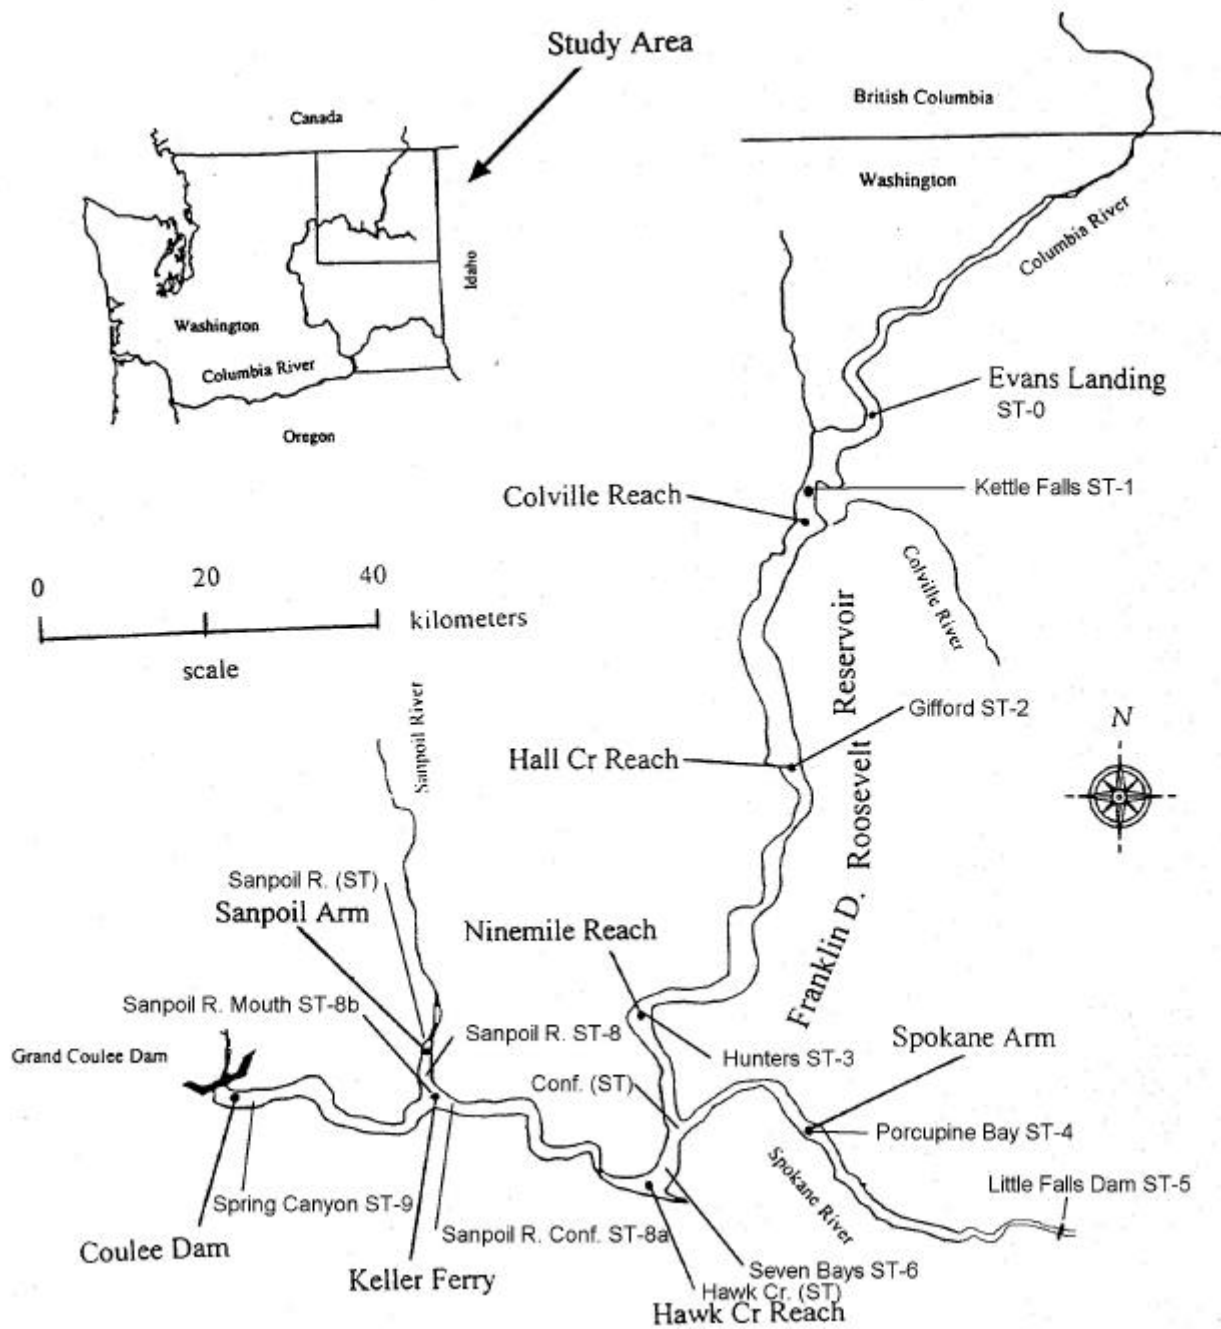 Study Area
British Columbia
Canada
Washington
Columbia River
Idaho
Washington
Columbia River
Oregon
Evans Landing
ST-0
Colville Reach
Kettle Falls ST-1
Colville River
0 20 40
kilometers
scale
Franklin D. Roosevelt Reservoir
Sanpoil River
Gifford ST-2
N
Hall Cr Reach
Sanpoil R. (ST)
Sanpoil Arm
Ninemile Reach
Sanpoil R. Mouth ST-8b
Sanpoil R. ST-8
Spokane Arm
Grand Coulee Dam
Hunters ST-3
Conf. (ST)
Porcupine Bay ST-4
Spokane River
Little Falls Dam ST-5
Spring Canyon ST-9
Sanpoil R. Conf. ST-8a
Coulee Dam
Keller Ferry
Seven Bays ST-6
Hawk Cr. (ST)
Hawk Cr Reach